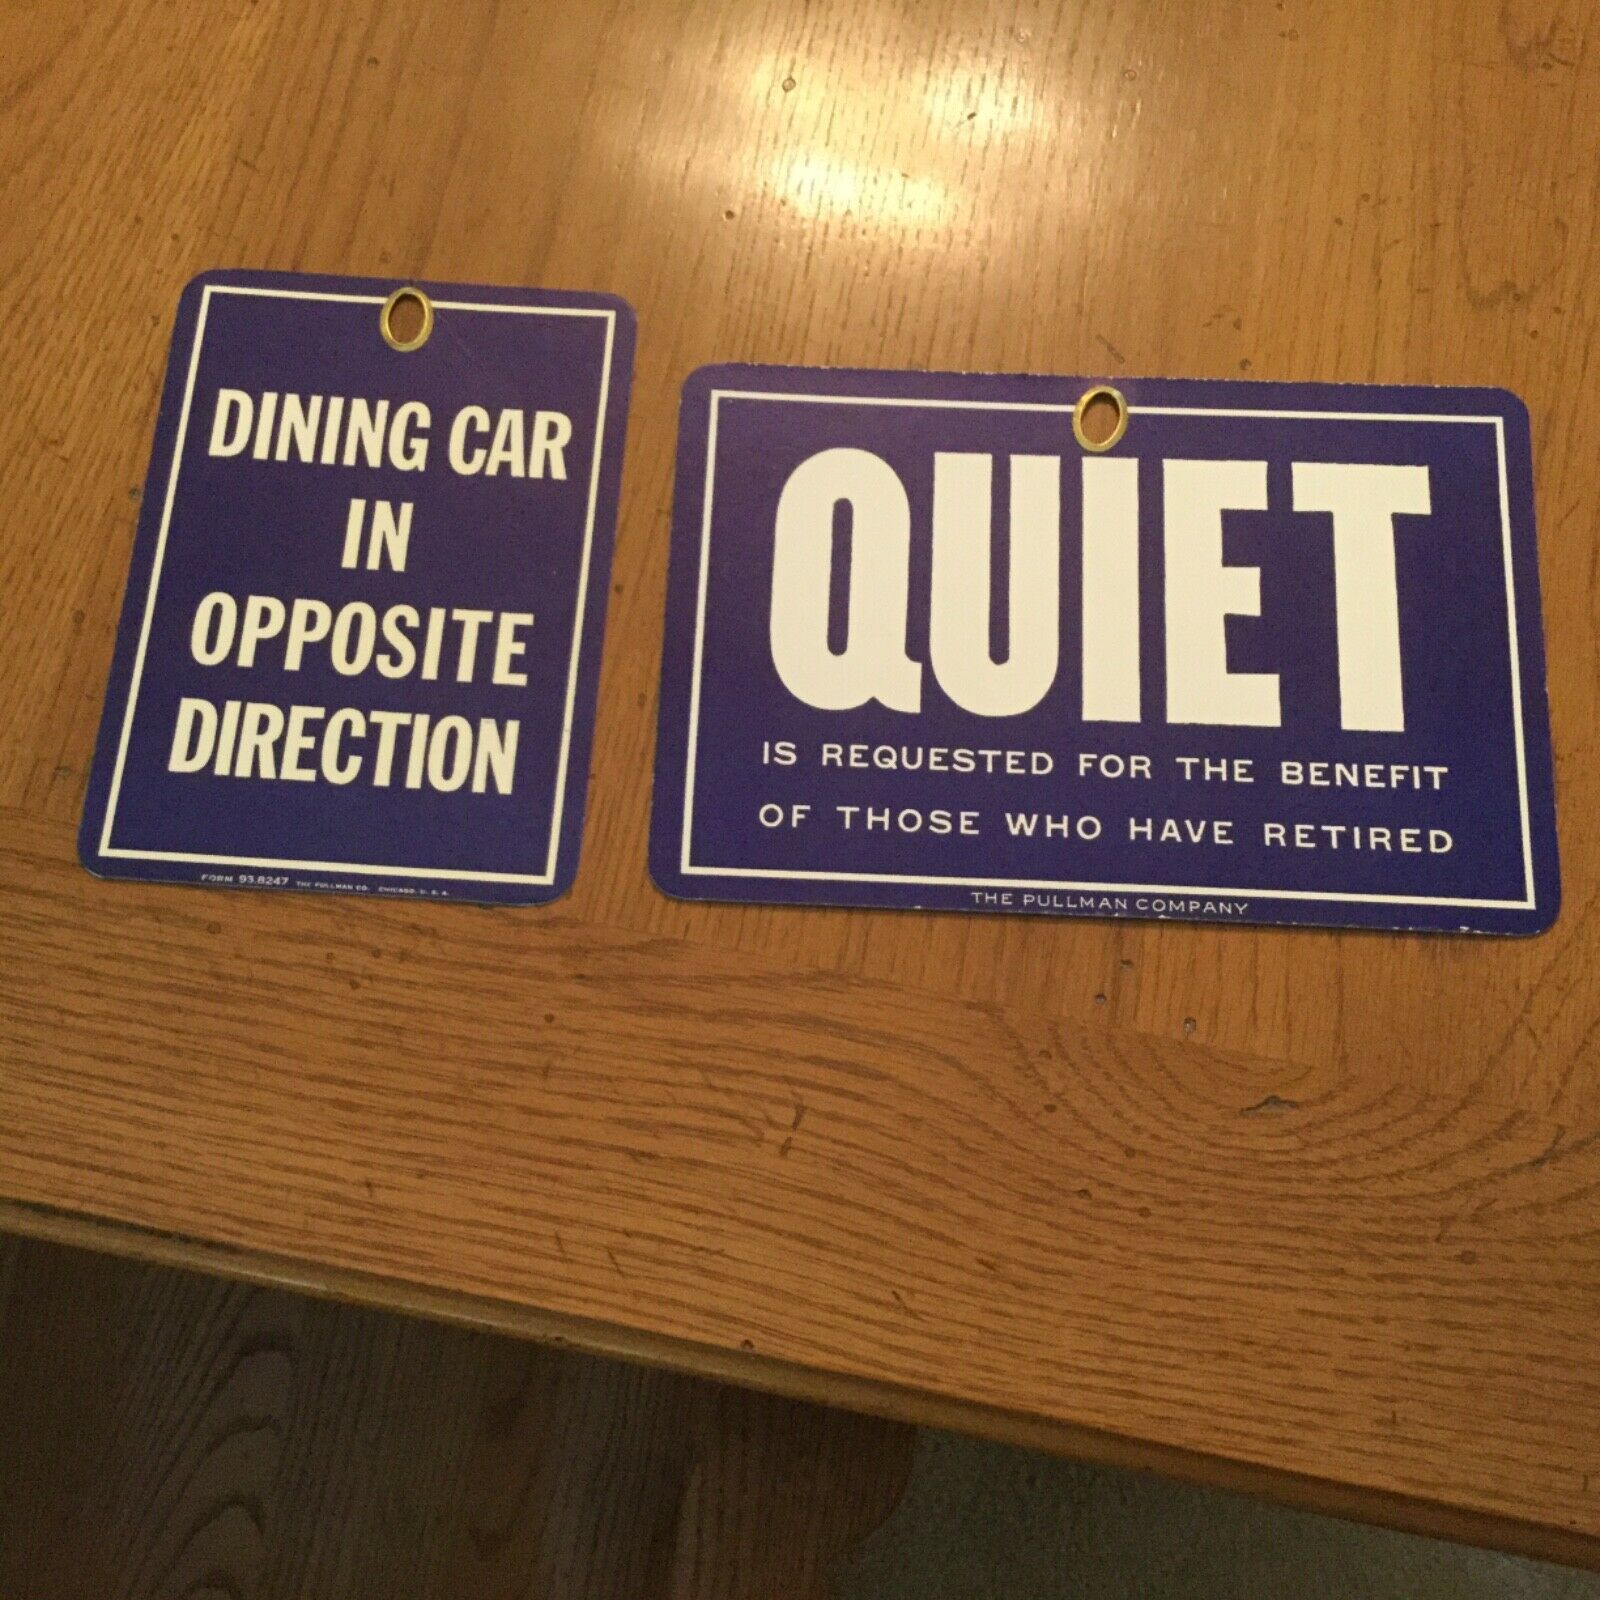 DINING CAR
IN
OPPOSITE
DIRECTION
FORM 93.8247 THE PULLMAN CO. CHICAGO, U. S. A.
QUIET
IS REQUESTED FOR THE BENEFIT
OF THOSE WHO HAVE RETIRED
THE PULLMAN COMPANY